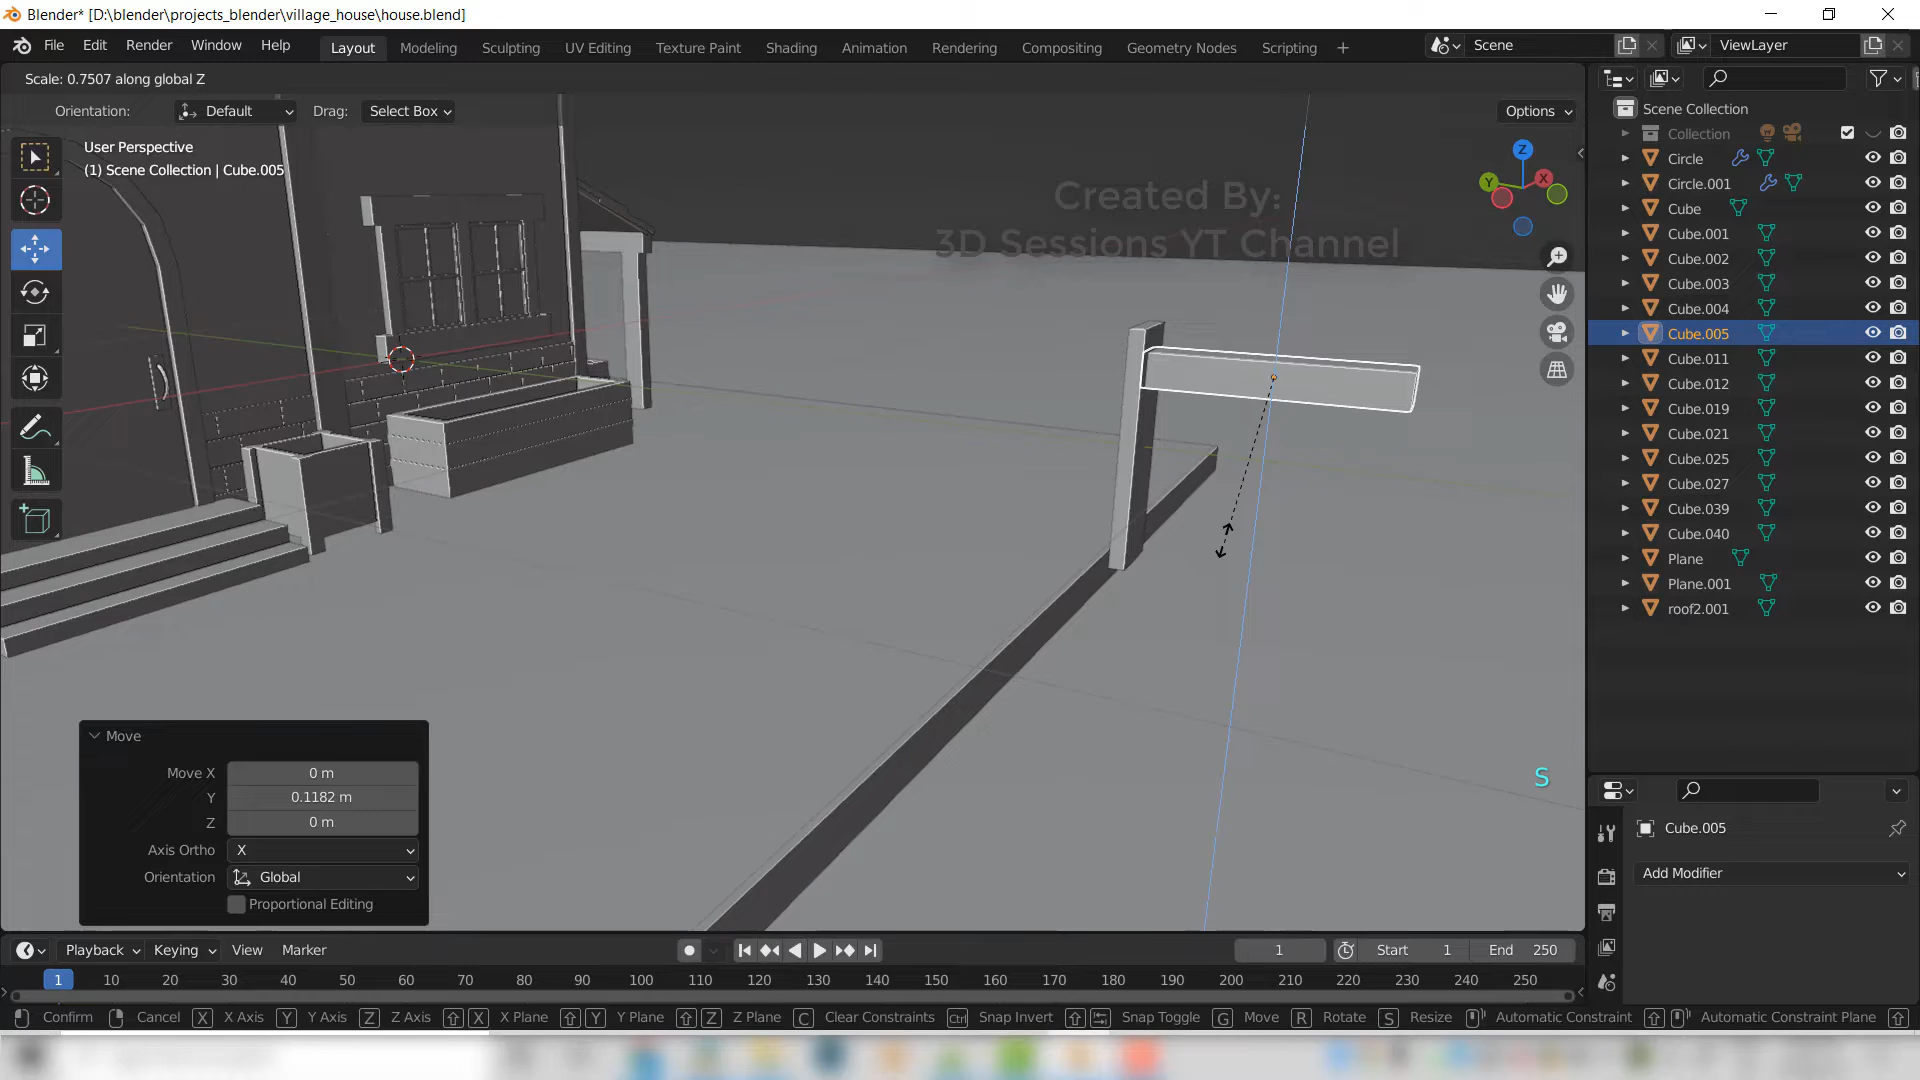 Blender* [D:\blender\projects_blender\village_house\house.blend]
File Edit Render Window Help Layout Modeling Sculpting UV Editing Texture Paint Shading Animation Rendering Compositing Geometry Nodes Scripting + Scene ViewLayer
Scale: 0.7507 along global Z
Orientation: Default Drag: Select Box Options
User Perspective
(1) Scene Collection | Cube.005
Created By:
3D Sessions YT Channel
Z
Y X
Scene Collection
Collection
Circle
Circle.001
Cube
Cube.001
Cube.002
Cube.003
Cube.004
Cube.005
Cube.011
Cube.012
Cube.019
Cube.021
Cube.025
Cube.027
Cube.039
Cube.040
Plane
Plane.001
roof2.001
S
Move
Move X 0 m
Y 0.1182 m
Z 0 m
Axis Ortho X
Orientation Global
Proportional Editing
Cube.005
Add Modifier
Playback Keying View Marker 1 Start 1 End 250
1 10 20 30 40 50 60 70 80 90 100 110 120 130 140 150 160 170 180 190 200 210 220 230 240 250
Confirm Cancel X X Axis Y Y Axis Z Z Axis X X Plane Y Y Plane Z Z Plane C Clear Constraints Ctrl Snap Invert Snap Toggle G Move R Rotate S Resize Automatic Constraint Automatic Constraint Plane